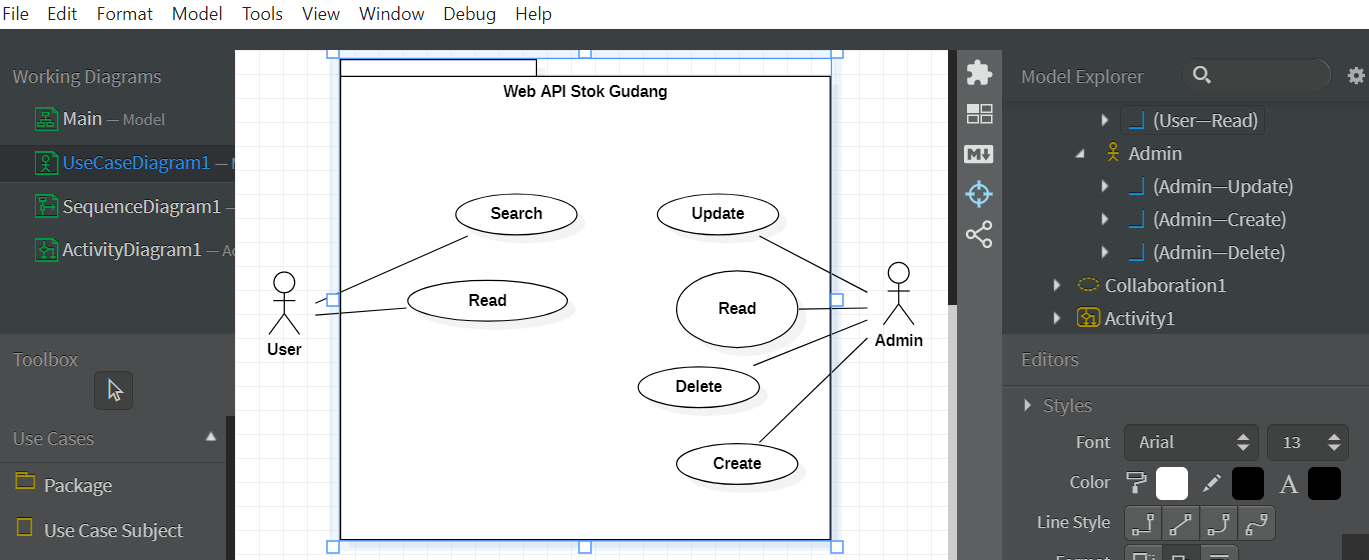 File Edit Format Model Tools View Window Debug Help
Working Diagrams
Main — Model
UseCaseDiagram1 —
SequenceDiagram1 —
ActivityDiagram1 — Ac
Toolbox
Use Cases
Package
Use Case Subject
Web API Stok Gudang
Search
Update
Read
Read
User
Admin
Delete
Create
M
Model Explorer
(User—Read)
Admin
(Admin—Update)
(Admin—Create)
(Admin—Delete)
Collaboration1
Activity1
Editors
Styles
Font Arial 13
Color A
Line Style